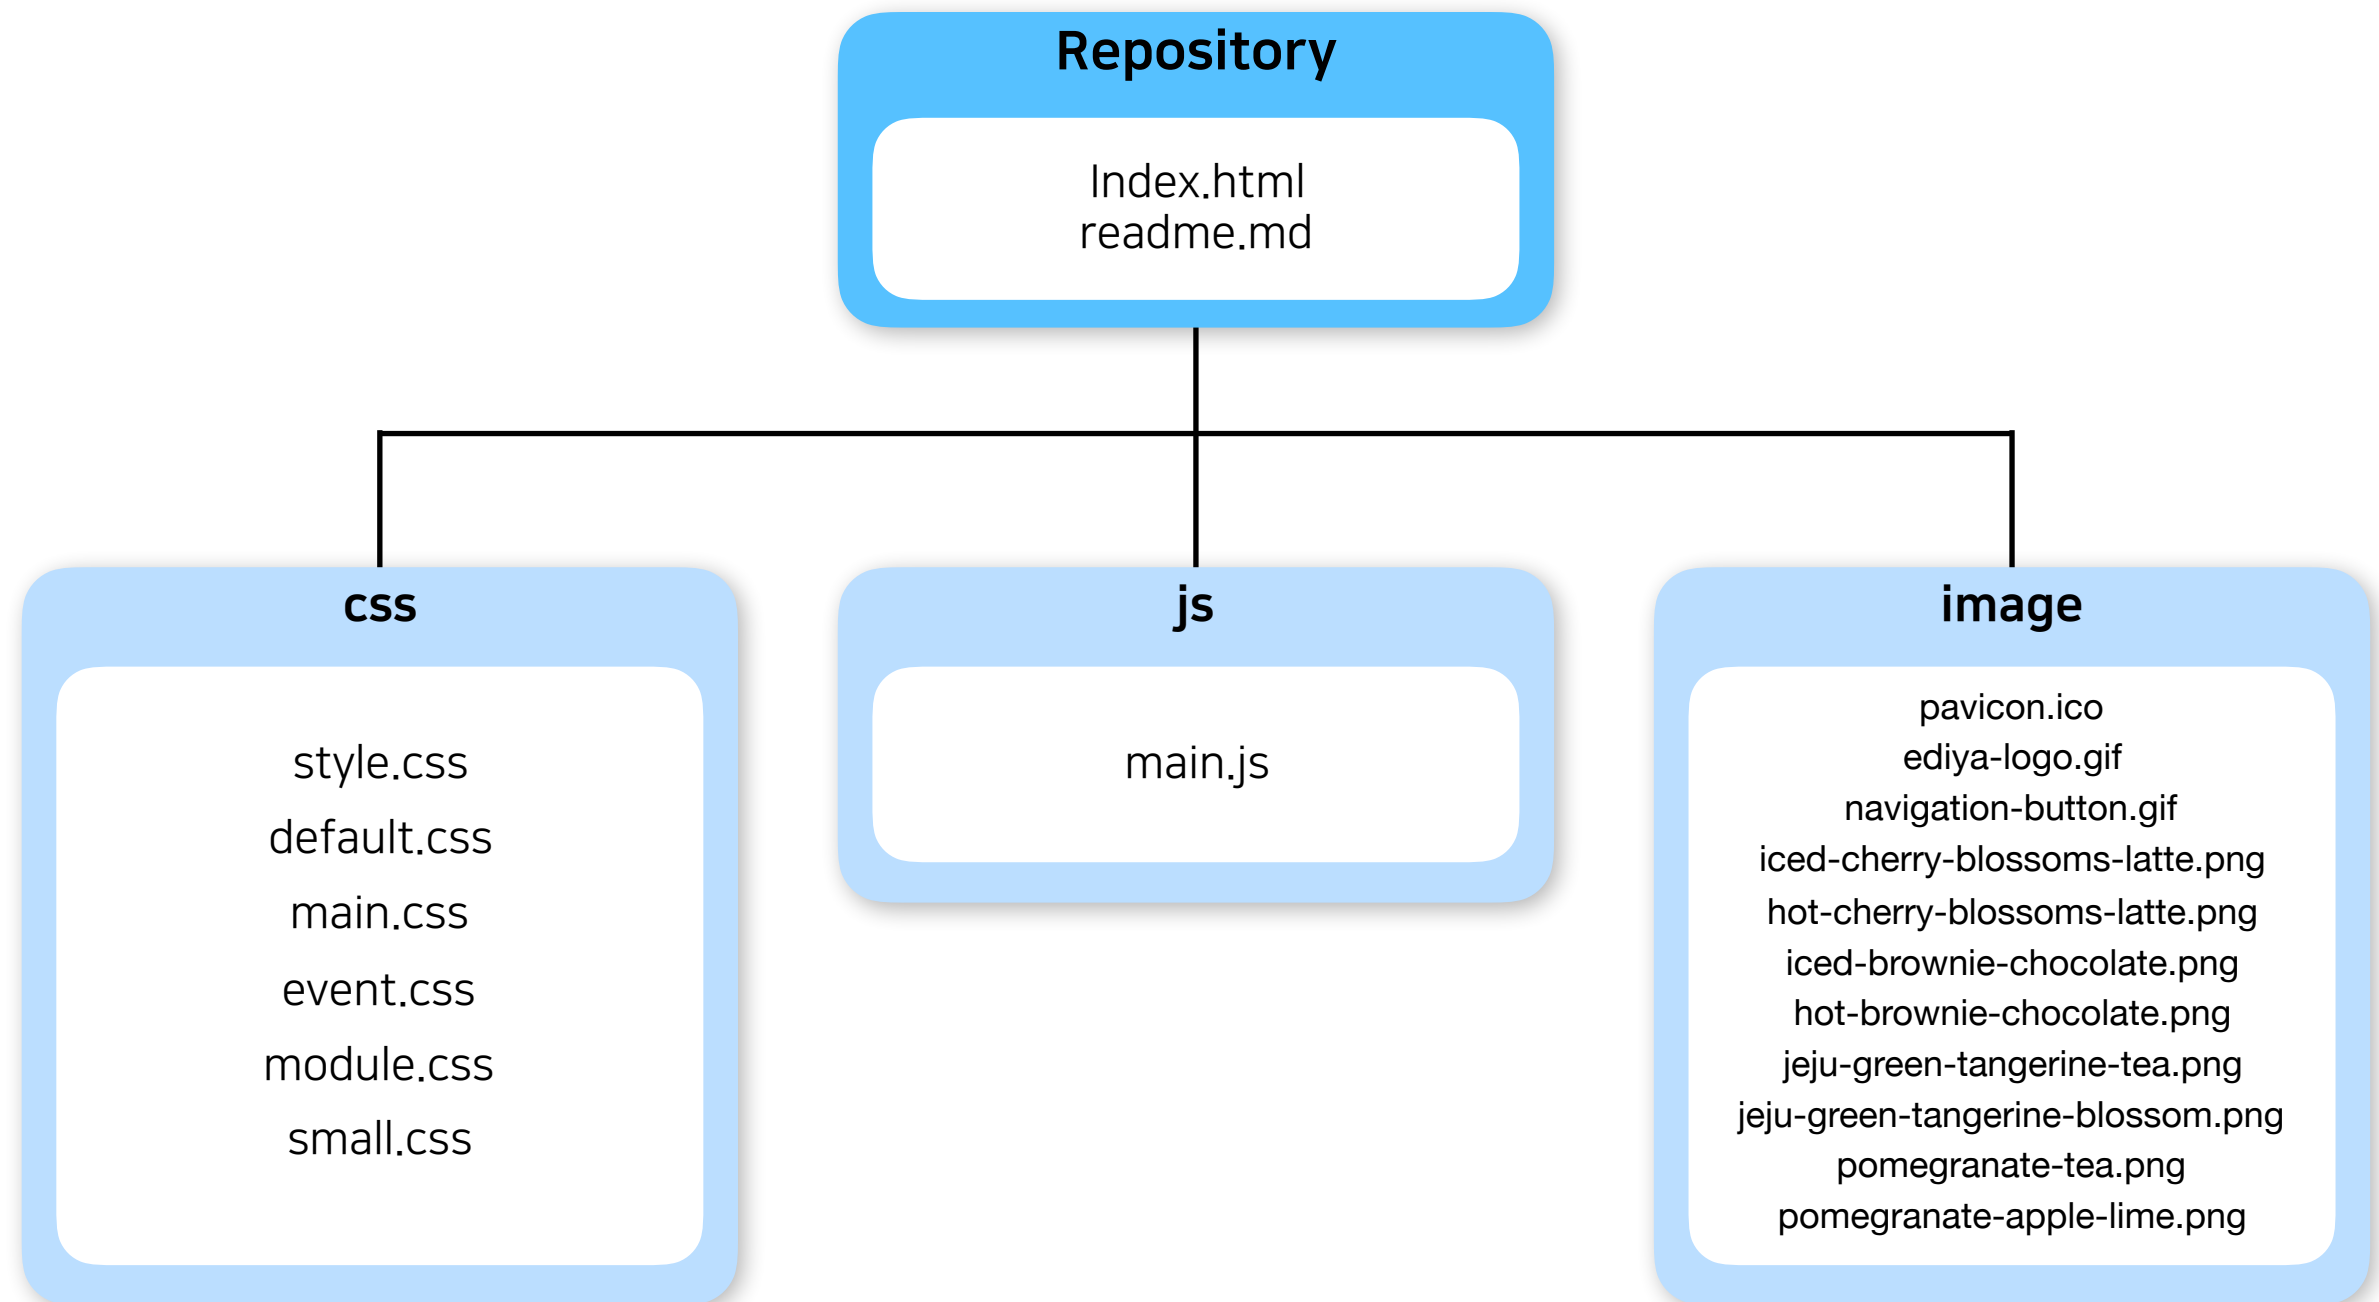 Repository
Index.html
readme.md
css
style.css
default.css
main.css
event.css
module.css
small.css
js
main.js
image
pavicon.ico
ediya-logo.gif
navigation-button.gif
iced-cherry-blossoms-latte.png
hot-cherry-blossoms-latte.png
iced-brownie-chocolate.png
hot-brownie-chocolate.png
jeju-green-tangerine-tea.png
jeju-green-tangerine-blossom.png
pomegranate-tea.png
pomegranate-apple-lime.png